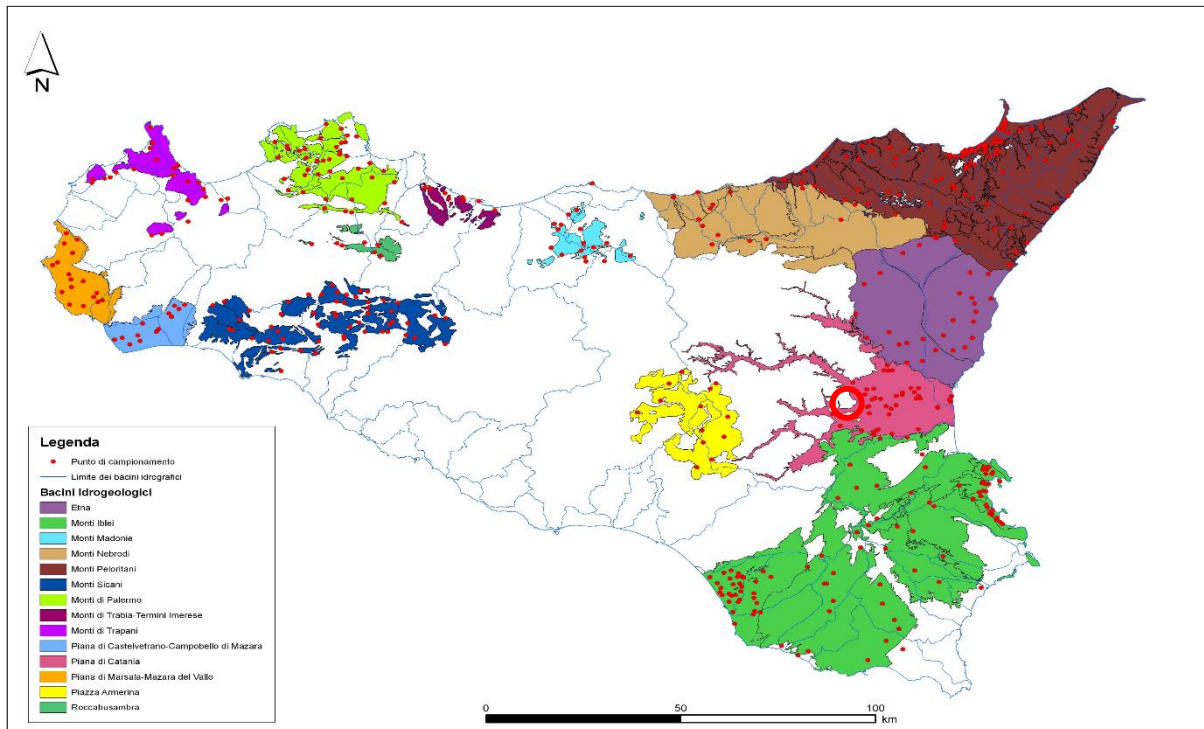 N
Legenda
Punto di campionamento
Limite dei bacini idrografici
Bacini Idrogeologici
Etna
Monti Iblei
Monti Madonie
Monti Nebrodi
Monti Peloritani
Monti Sicani
Monti di Palermo
Monti di Trabia-Termini Imerese
Monti di Trapani
Piana di Castelvetrano-Campobello di Mazara
Piana di Catania
Piana di Marsala-Mazara del Vallo
Piazza Armerina
Roccabusambra
0 50 100
km